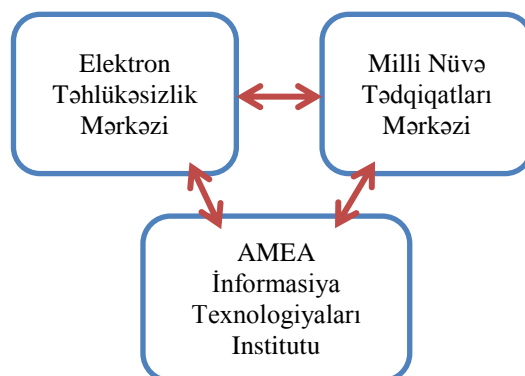 Elektron
Təhlükəsizlik
Mərkəzi
Milli Nüvə
Tədqiqatları
Mərkəzi
AMEA
İnformasiya
Texnologiyaları
Institutu